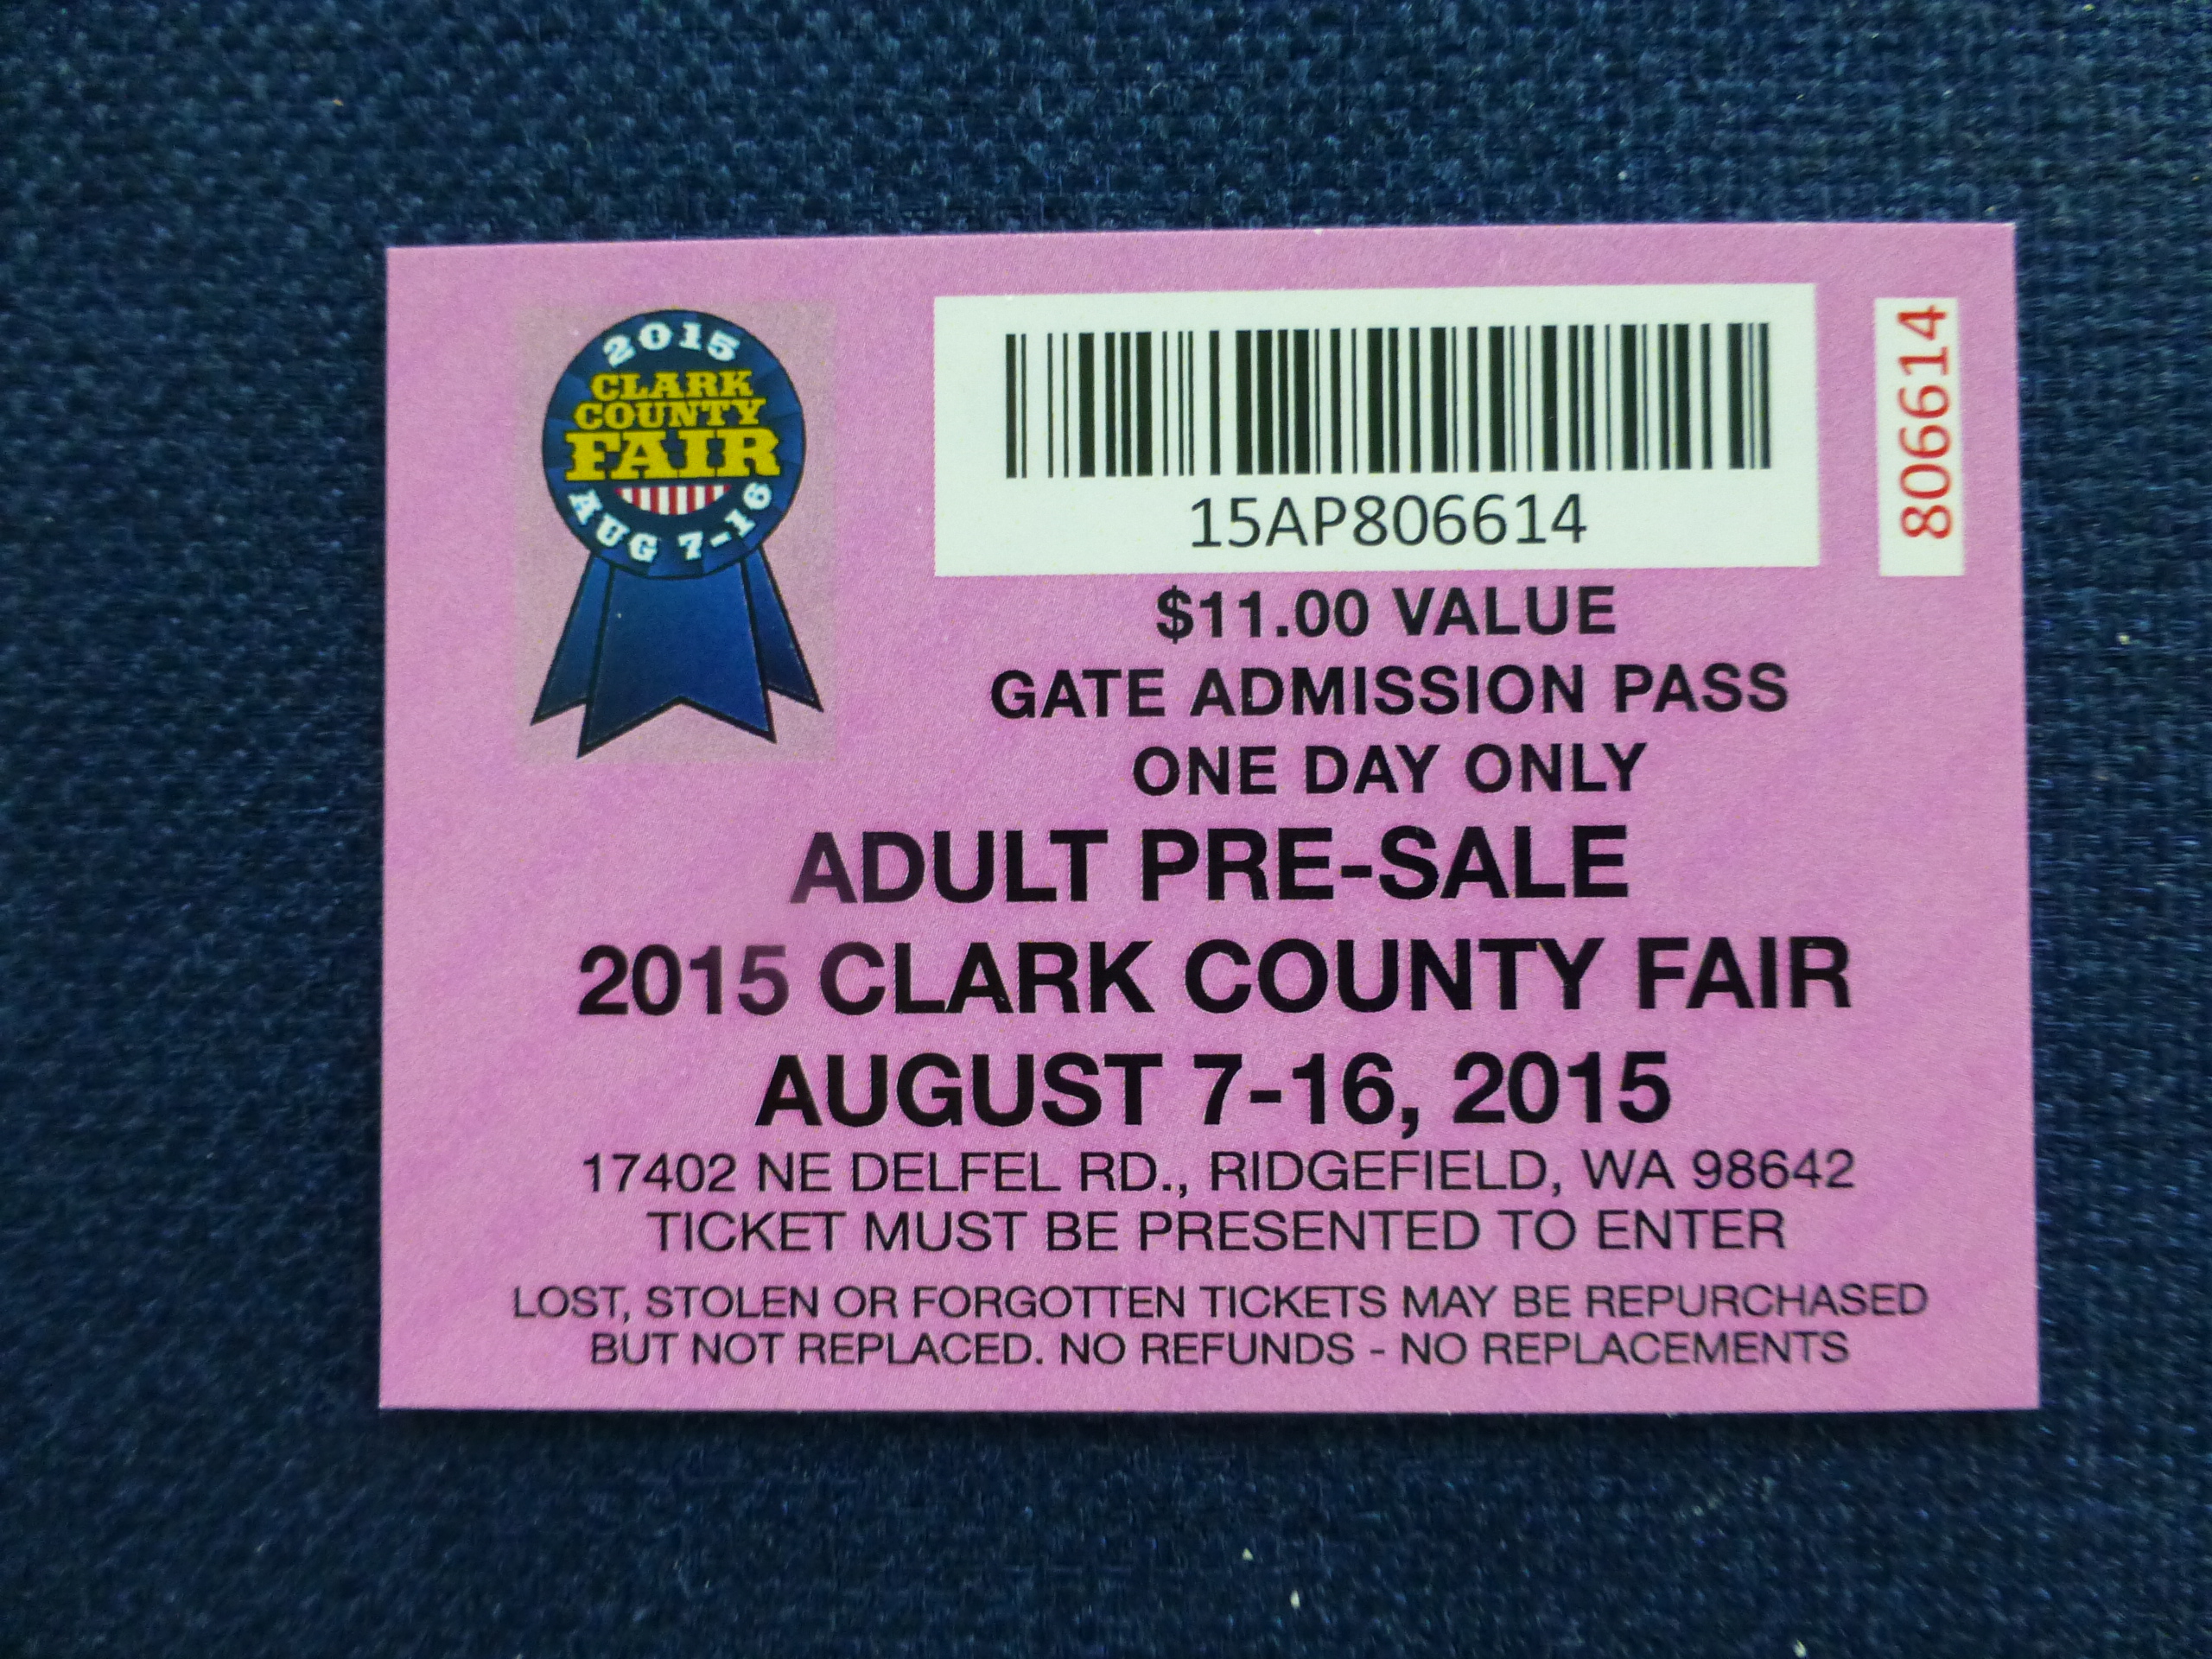 2015
CLARK
COUNTY
FAIR
AUG 7-16
15AP806614
806614
$11.00 VALUE
GATE ADMISSION PASS
ONE DAY ONLY
ADULT PRE-SALE
2015 CLARK COUNTY FAIR
AUGUST 7-16, 2015
17402 NE DELFEL RD., RIDGEFIELD, WA 98642
TICKET MUST BE PRESENTED TO ENTER
LOST, STOLEN OR FORGOTTEN TICKETS MAY BE REPURCHASED
BUT NOT REPLACED. NO REFUNDS - NO REPLACEMENTS